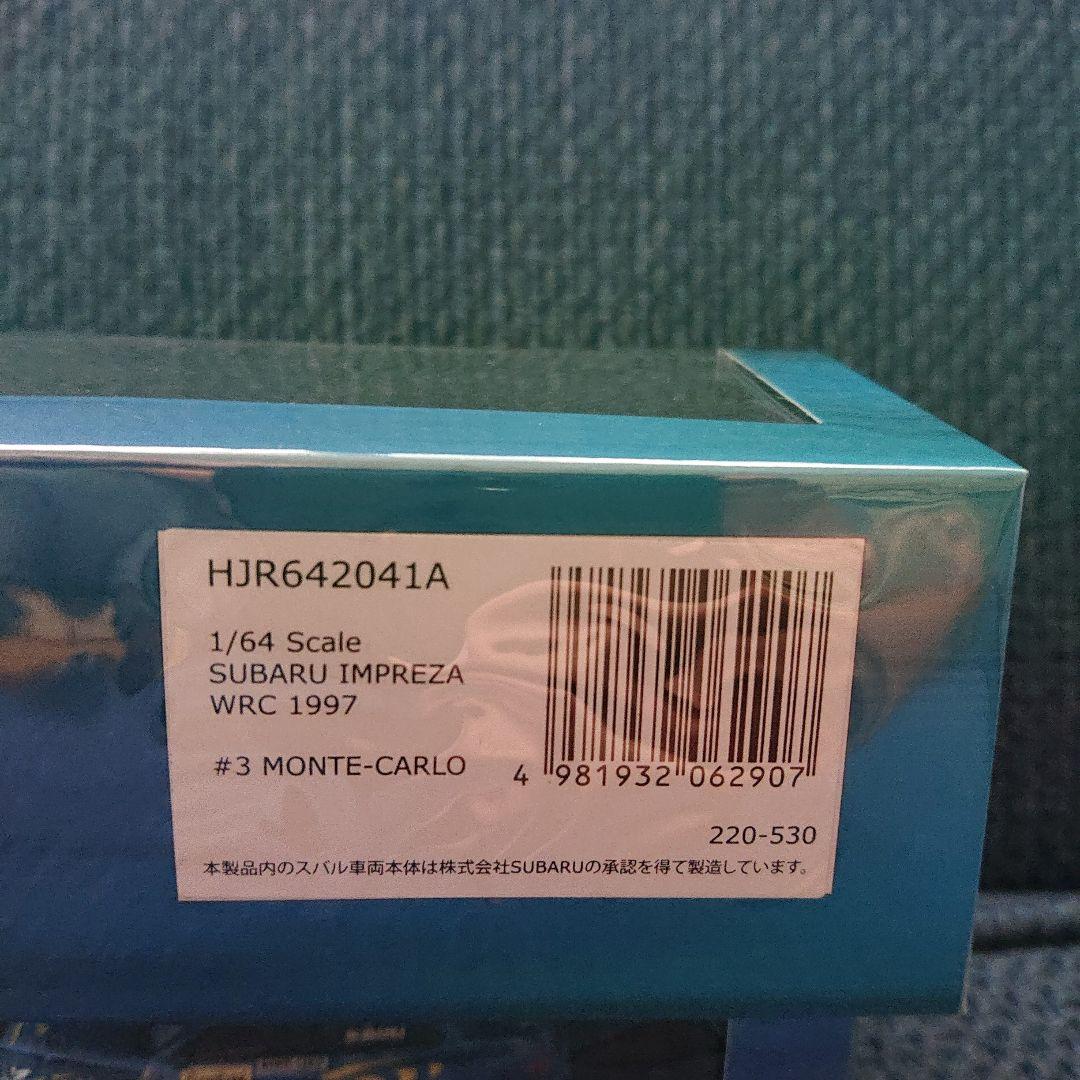 HJR642041A
1/64 Scale
SUBARU IMPREZA
WRC 1997
#3 MONTE-CARLO
4 981932 062907
220-530
本製品内のスバル車両本体は株式会社SUBARUの承認を得て製造しています。